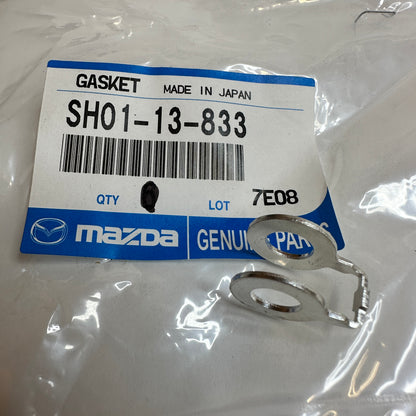 GASKET MADE IN JAPAN
SH01-13-833
QTY LOT 7E08
mazda GENUINE PARTS